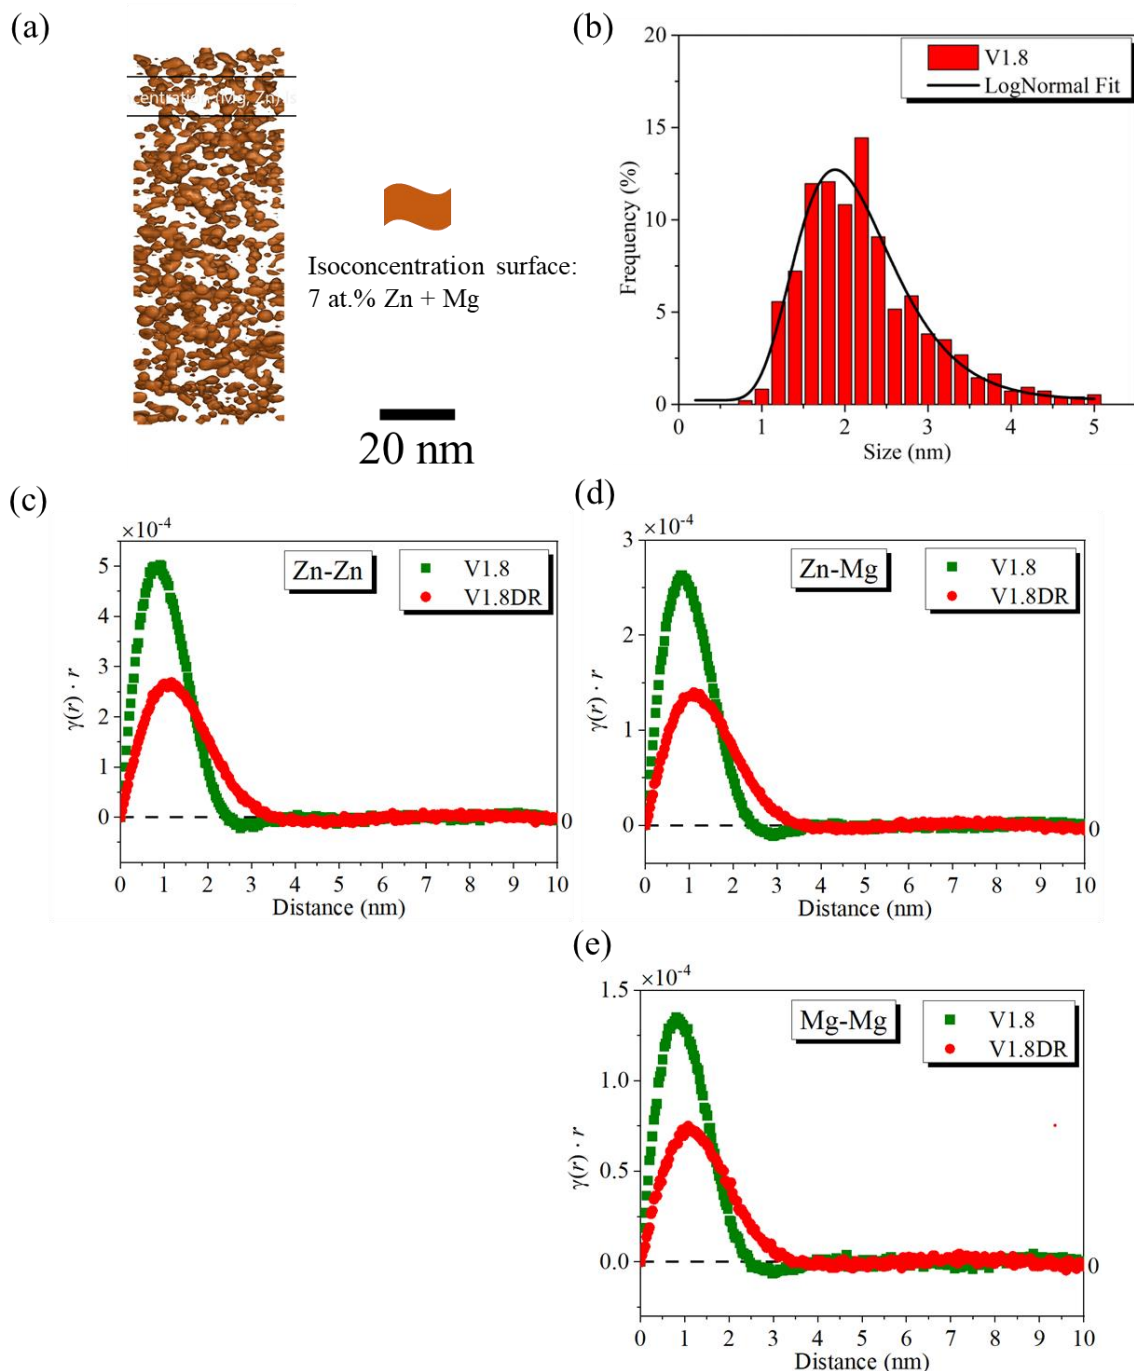 (a)
centration (Mg, Zn) Is
Isoconcentration surface:
7 at.% Zn + Mg
20 nm
(b)
20
15
10
5
0
Frequency (%)
V1.8
LogNormal Fit
0 1 2 3 4 5
Size (nm)
(c)
×10⁻⁴
5
4
3
2
1
0
γ(r) · r
Zn-Zn
V1.8
V1.8DR
0
0 1 2 3 4 5 6 7 8 9 10
Distance (nm)
(d)
×10⁻⁴
3
2
1
0
γ(r) · r
Zn-Mg
V1.8
V1.8DR
0
0 1 2 3 4 5 6 7 8 9 10
Distance (nm)
(e)
×10⁻⁴
1.5
1.0
0.5
0.0
γ(r) · r
Mg-Mg
V1.8
V1.8DR
0
0 1 2 3 4 5 6 7 8 9 10
Distance (nm)